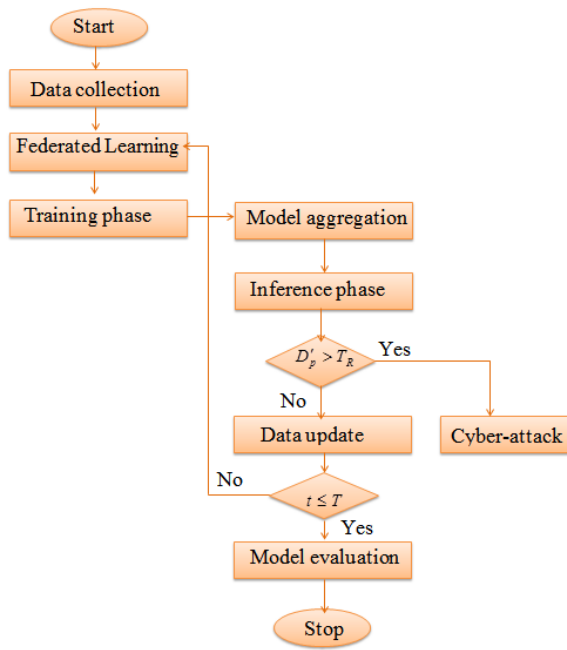 Start
Data collection
Federated Learning
Training phase
Model aggregation
Inference phase
D'ₚ > T_R
Yes
No
Data update
Cyber-attack
No
t ≤ T
Yes
Model evaluation
Stop